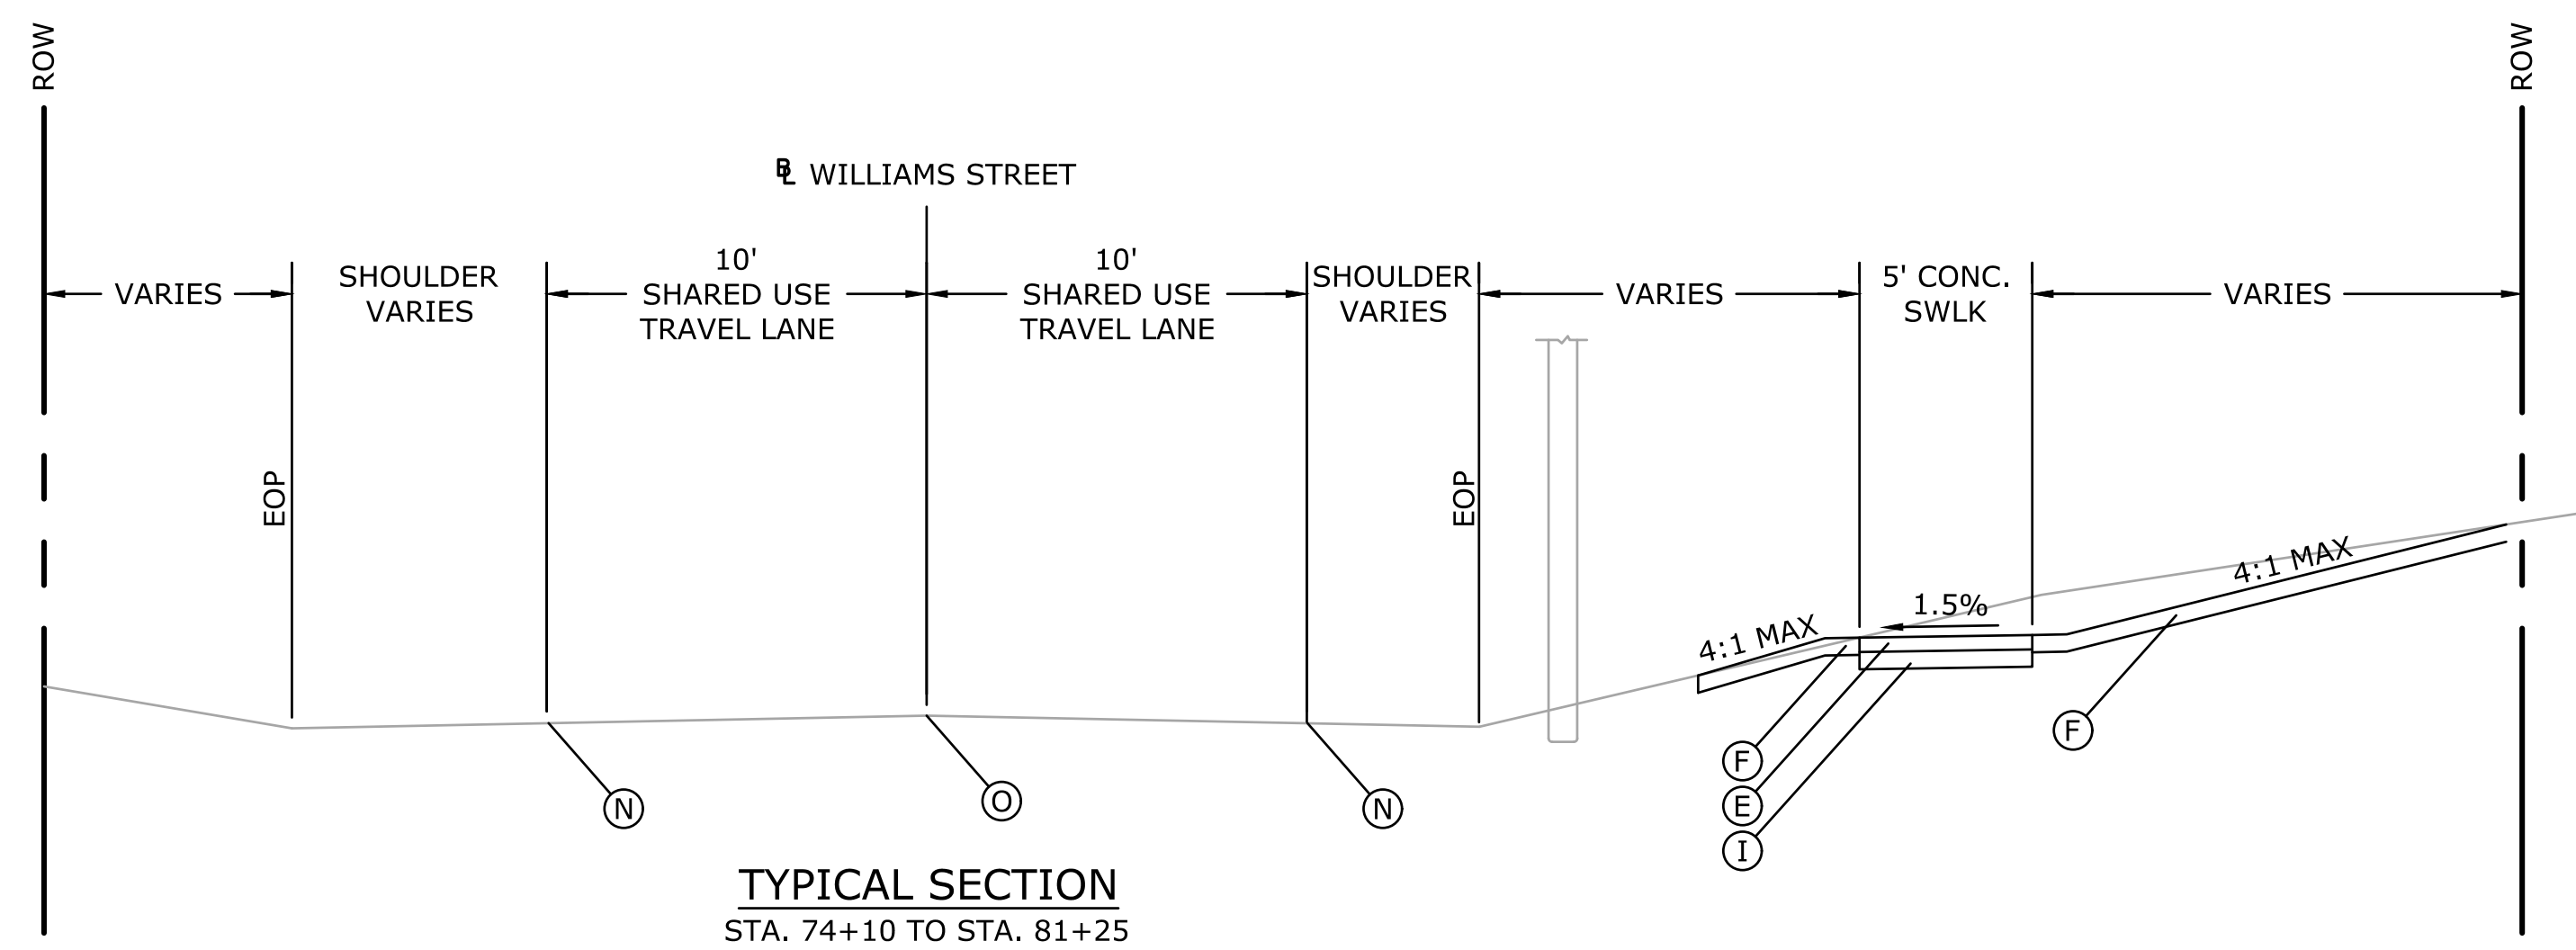 ROW
ROW
BL WILLIAMS STREET
VARIES
SHOULDER
VARIES
10'
SHARED USE
TRAVEL LANE
10'
SHARED USE
TRAVEL LANE
SHOULDER
VARIES
VARIES
5' CONC.
SWLK
VARIES
EOP
EOP
4:1 MAX
1.5%
4:1 MAX
N
O
N
F
E
I
F
TYPICAL SECTION
STA. 74+10 TO STA. 81+25